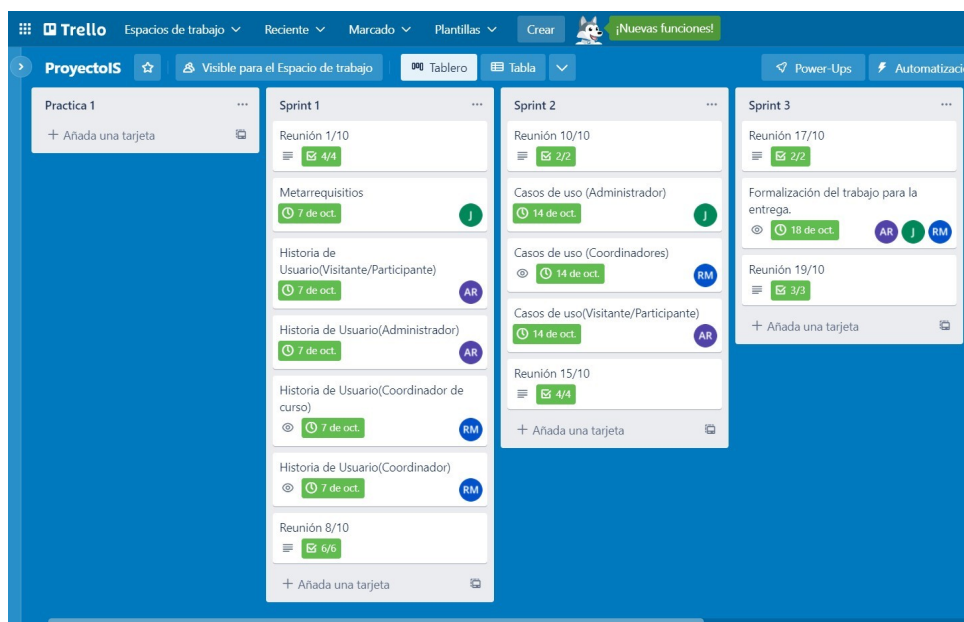 Trello
Espacios de trabajo
Reciente
Marcado
Plantillas
Crear
¡Nuevas funciones!
ProyectoIS
Visible para el Espacio de trabajo
Tablero
Tabla
Power-Ups
Automatizaci
Practica 1
+ Añada una tarjeta
Sprint 1
Reunión 1/10
4/4
Metarrequisitios
7 de oct.
J
Historia de
Usuario(Visitante/Participante)
7 de oct.
AR
Historia de Usuario(Administrador)
7 de oct.
AR
Historia de Usuario(Coordinador de
curso)
7 de oct.
RM
Historia de Usuario(Coordinador)
7 de oct.
RM
Reunión 8/10
6/6
+ Añada una tarjeta
Sprint 2
Reunión 10/10
2/2
Casos de uso (Administrador)
14 de oct.
J
Casos de uso (Coordinadores)
14 de oct.
RM
Casos de uso(Visitante/Participante)
14 de oct.
AR
Reunión 15/10
4/4
+ Añada una tarjeta
Sprint 3
Reunión 17/10
2/2
Formalización del trabajo para la
entrega.
18 de oct.
AR
J
RM
Reunión 19/10
3/3
+ Añada una tarjeta